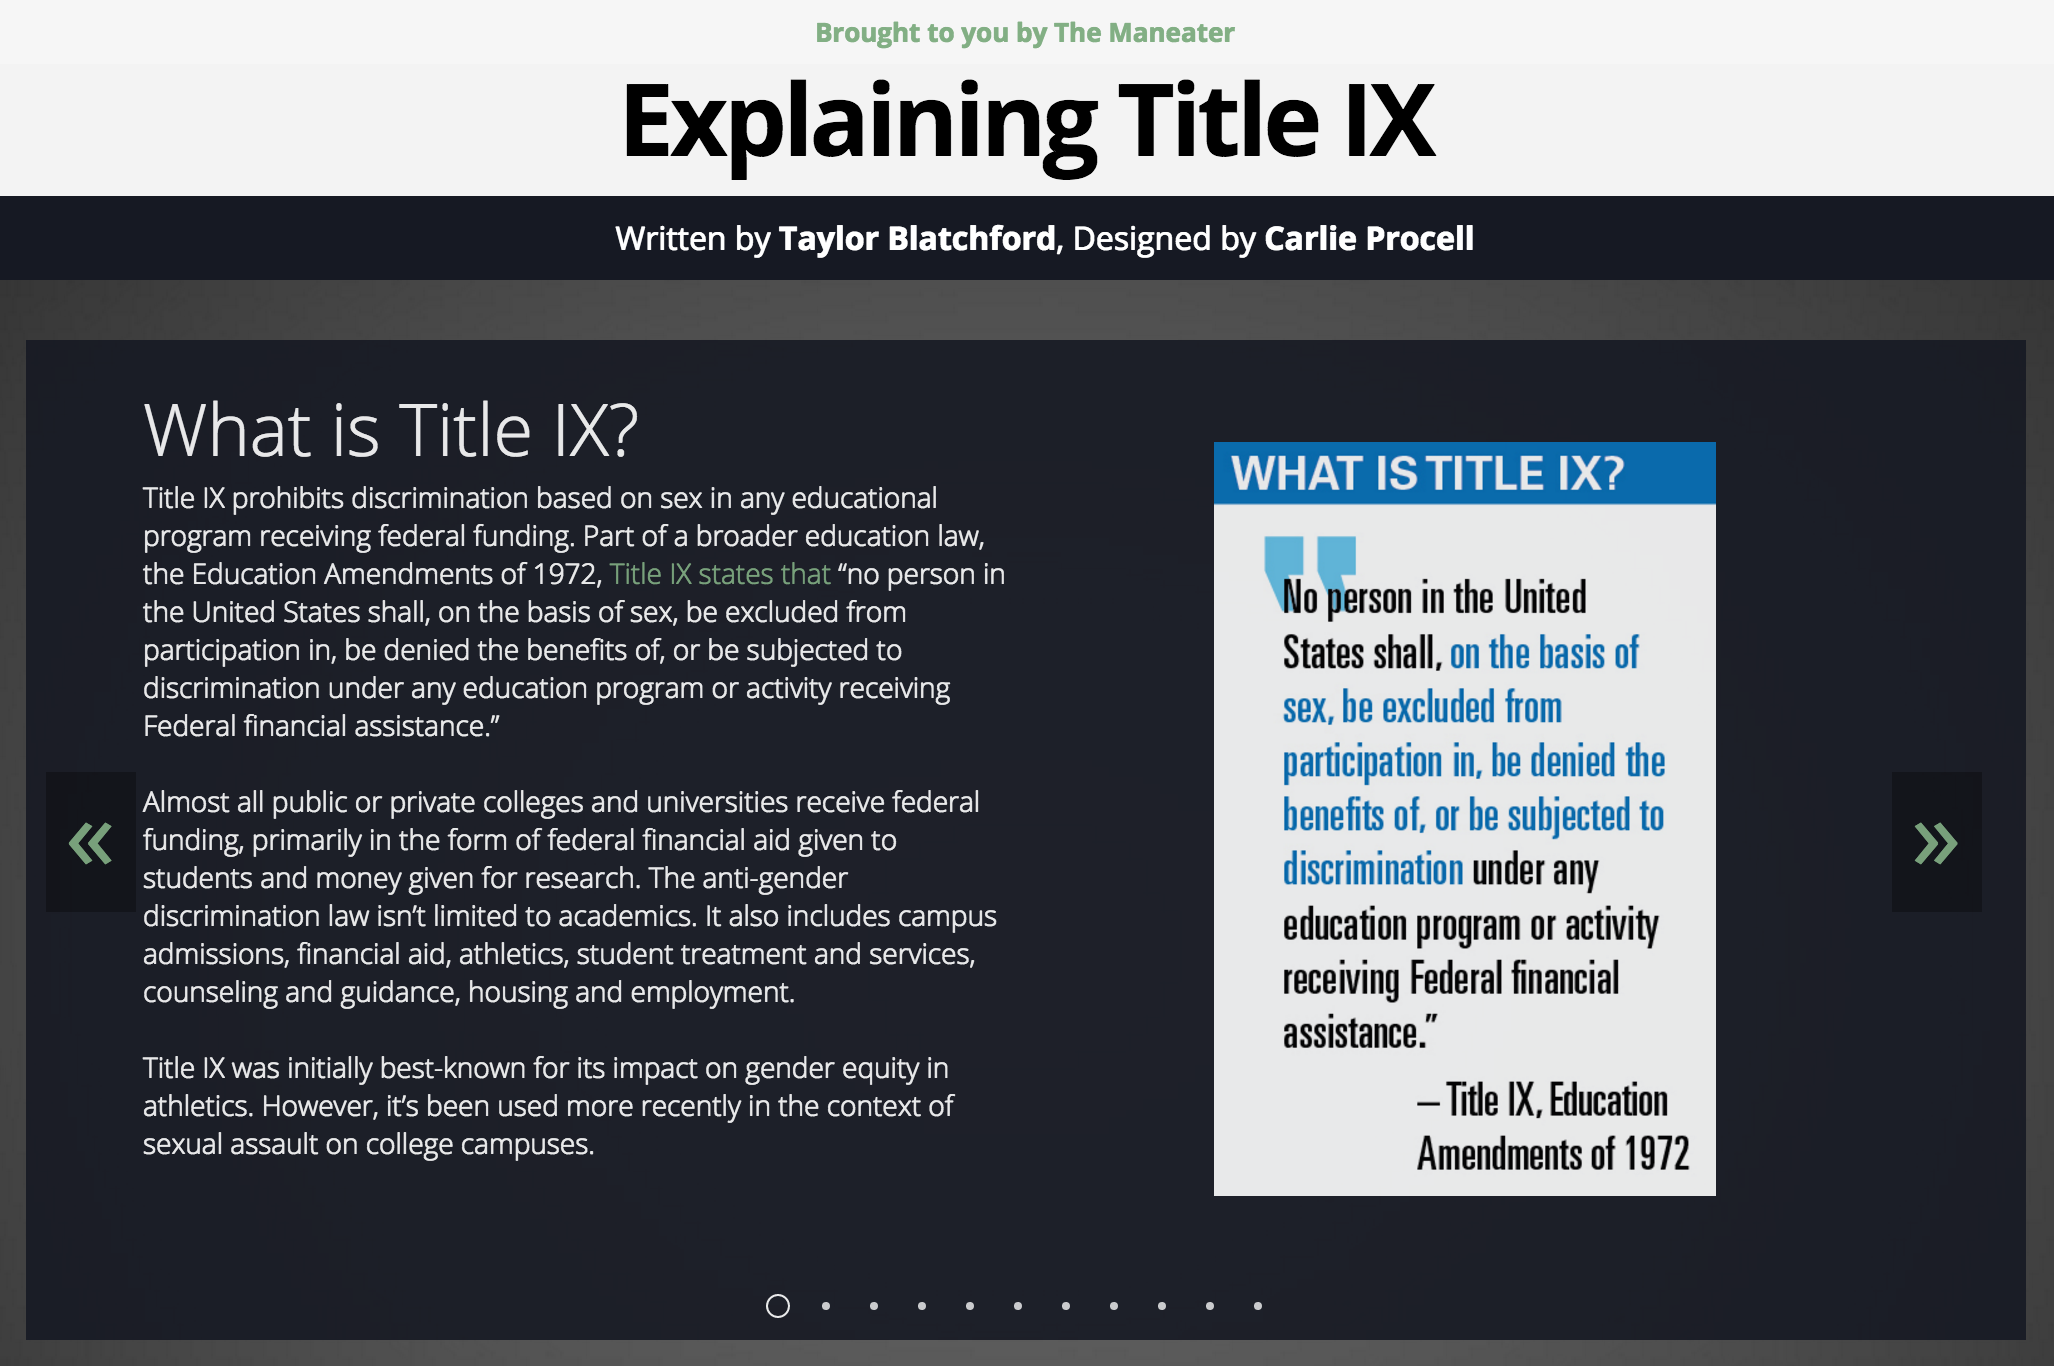 Brought to you by The Maneater
Explaining Title IX
Written by Taylor Blatchford, Designed by Carlie Procell
What is Title IX?
Title IX prohibits discrimination based on sex in any educational
program receiving federal funding. Part of a broader education law,
the Education Amendments of 1972, Title IX states that “no person in
the United States shall, on the basis of sex, be excluded from
participation in, be denied the benefits of, or be subjected to
discrimination under any education program or activity receiving
Federal financial assistance.”
Almost all public or private colleges and universities receive federal
funding, primarily in the form of federal financial aid given to
students and money given for research. The anti-gender
discrimination law isn’t limited to academics. It also includes campus
admissions, financial aid, athletics, student treatment and services,
counseling and guidance, housing and employment.
Title IX was initially best-known for its impact on gender equity in
athletics. However, it’s been used more recently in the context of
sexual assault on college campuses.
«
WHAT IS TITLE IX?
"No person in the United
States shall, on the basis of
sex, be excluded from
participation in, be denied the
benefits of, or be subjected to
discrimination under any
education program or activity
receiving Federal financial
assistance.”
– Title IX, Education
Amendments of 1972
»